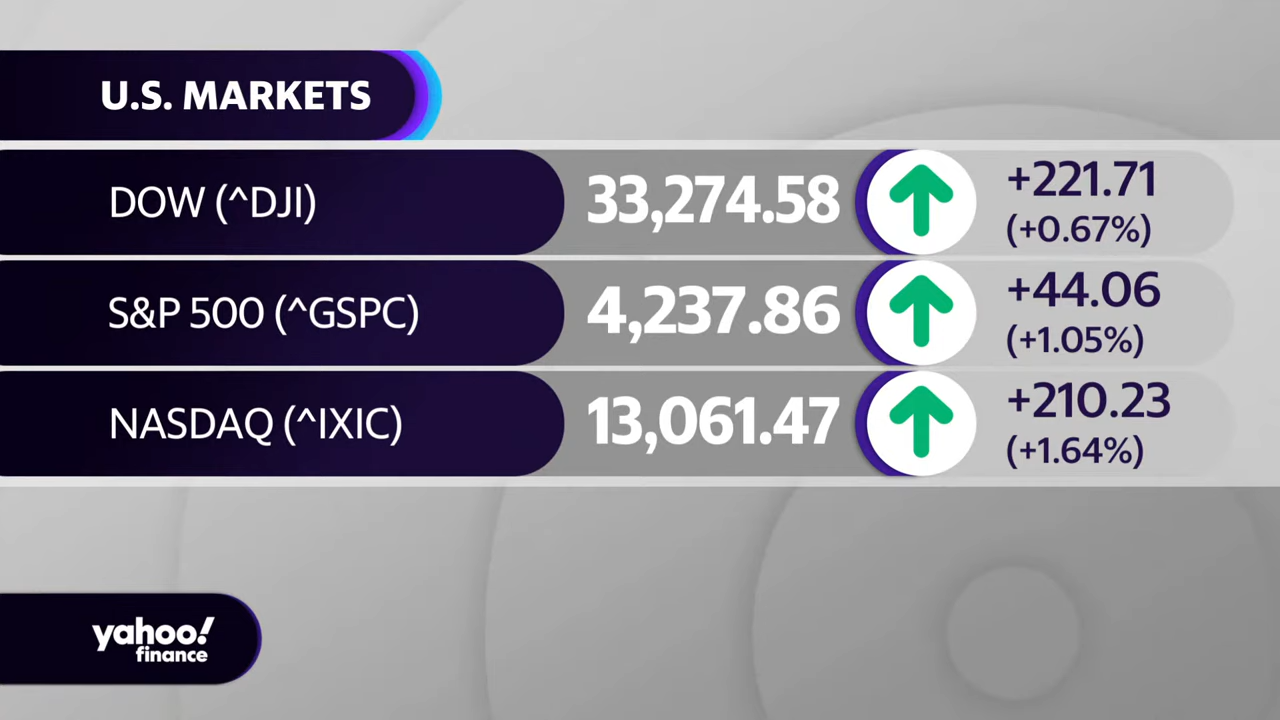 U.S. MARKETS
DOW (^DJI) 33,274.58 +221.71
(+0.67%)
S&P 500 (^GSPC) 4,237.86 +44.06
(+1.05%)
NASDAQ (^IXIC) 13,061.47 +210.23
(+1.64%)
yahoo!
finance